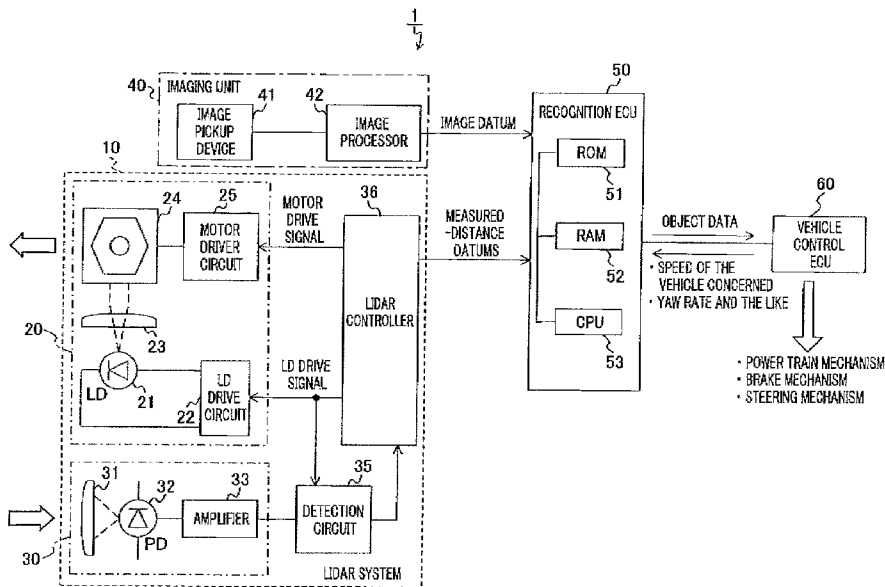 1
50
IMAGING UNIT
40
41
42
IMAGE
PICKUP
DEVICE
IMAGE
PROCESSOR
IMAGE DATUM
RECOGNITION ECU
ROM
51
RAM
52
CPU
53
10
24
25
MOTOR
DRIVER
CIRCUIT
MOTOR
DRIVE
SIGNAL
36
LIDAR
CONTROLLER
MEASURED
-DISTANCE
DATUMS
OBJECT DATA
60
VEHICLE
CONTROL
ECU
• SPEED OF THE
VEHICLE CONCERNED
• YAW RATE AND THE LIKE
• POWER TRAIN MECHANISM
• BRAKE MECHANISM
• STEERING MECHANISM
20
23
LD
21
22
LD
DRIVE
CIRCUIT
LD DRIVE
SIGNAL
31
32
33
35
AMPLIFIER
DETECTION
CIRCUIT
PD
30
LIDAR SYSTEM